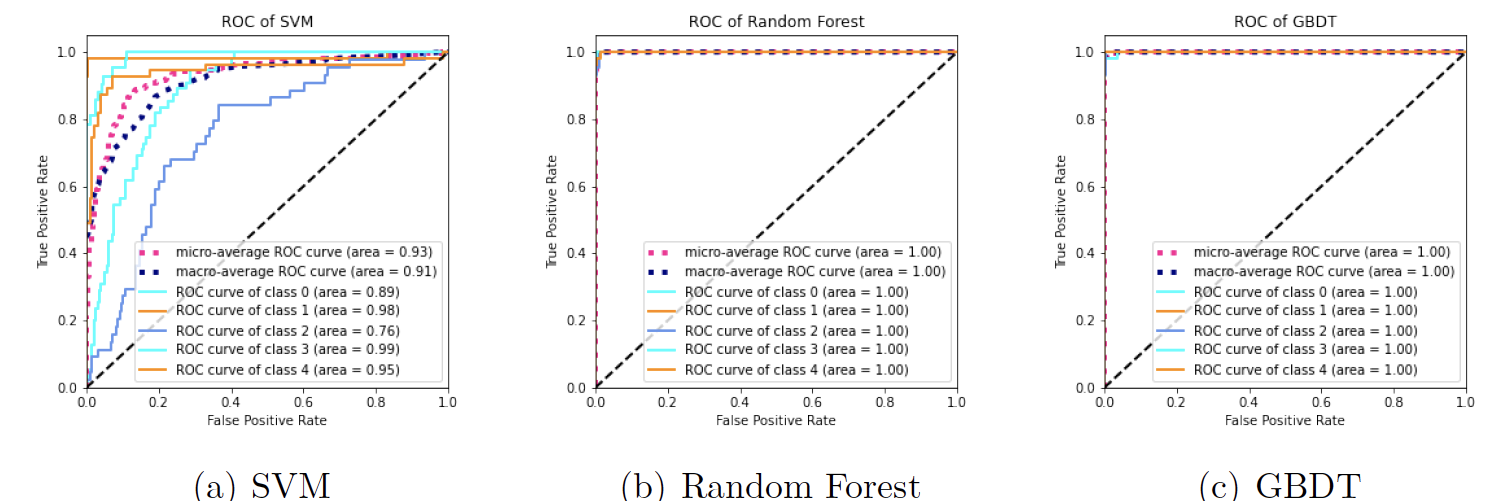 ROC of SVM
1.0
0.8
0.6
0.4
0.2
0.0
True Positive Rate
micro-average ROC curve (area = 0.93)
macro-average ROC curve (area = 0.91)
ROC curve of class 0 (area = 0.89)
ROC curve of class 1 (area = 0.98)
ROC curve of class 2 (area = 0.76)
ROC curve of class 3 (area = 0.99)
ROC curve of class 4 (area = 0.95)
0.0 0.2 0.4 0.6 0.8 1.0
False Positive Rate
(a) SVM
ROC of Random Forest
1.0
0.8
0.6
0.4
0.2
0.0
True Positive Rate
micro-average ROC curve (area = 1.00)
macro-average ROC curve (area = 1.00)
ROC curve of class 0 (area = 1.00)
ROC curve of class 1 (area = 1.00)
ROC curve of class 2 (area = 1.00)
ROC curve of class 3 (area = 1.00)
ROC curve of class 4 (area = 1.00)
0.0 0.2 0.4 0.6 0.8 1.0
False Positive Rate
(b) Random Forest
ROC of GBDT
1.0
0.8
0.6
0.4
0.2
0.0
True Positive Rate
micro-average ROC curve (area = 1.00)
macro-average ROC curve (area = 1.00)
ROC curve of class 0 (area = 1.00)
ROC curve of class 1 (area = 1.00)
ROC curve of class 2 (area = 1.00)
ROC curve of class 3 (area = 1.00)
ROC curve of class 4 (area = 1.00)
0.0 0.2 0.4 0.6 0.8 1.0
False Positive Rate
(c) GBDT